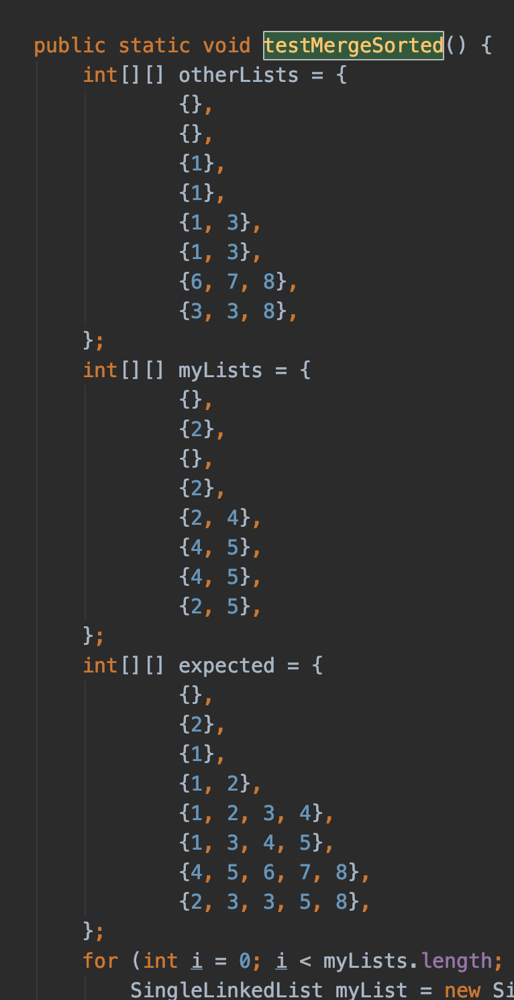 public static void testMergeSorted() {
    int[][] otherLists = {
            {},
            {},
            {1},
            {1},
            {1, 3},
            {1, 3},
            {6, 7, 8},
            {3, 3, 8},
    };
    int[][] myLists = {
            {},
            {2},
            {},
            {2},
            {2, 4},
            {4, 5},
            {4, 5},
            {2, 5},
    };
    int[][] expected = {
            {},
            {2},
            {1},
            {1, 2},
            {1, 2, 3, 4},
            {1, 3, 4, 5},
            {4, 5, 6, 7, 8},
            {2, 3, 3, 5, 8},
    };
    for (int i = 0; i < myLists.length;
        SingleLinkedList myList = new Si